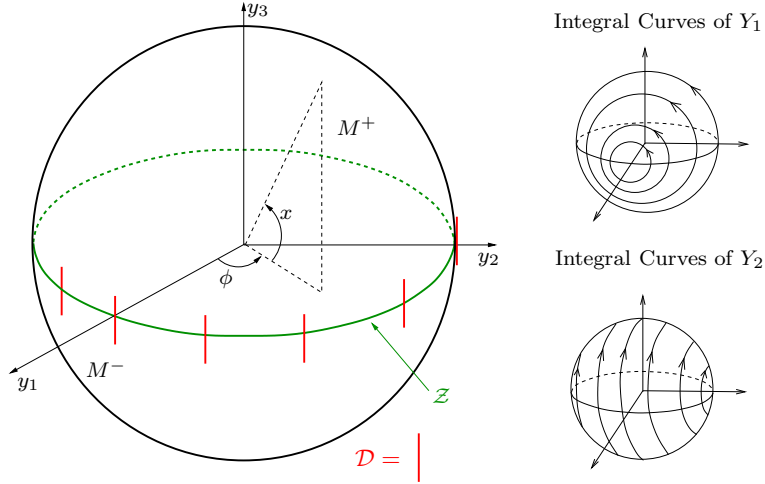 y₃
M⁺
x
ϕ
y₂
y₁
M⁻
𝒵
𝒟 =
Integral Curves of Y₁
Integral Curves of Y₂